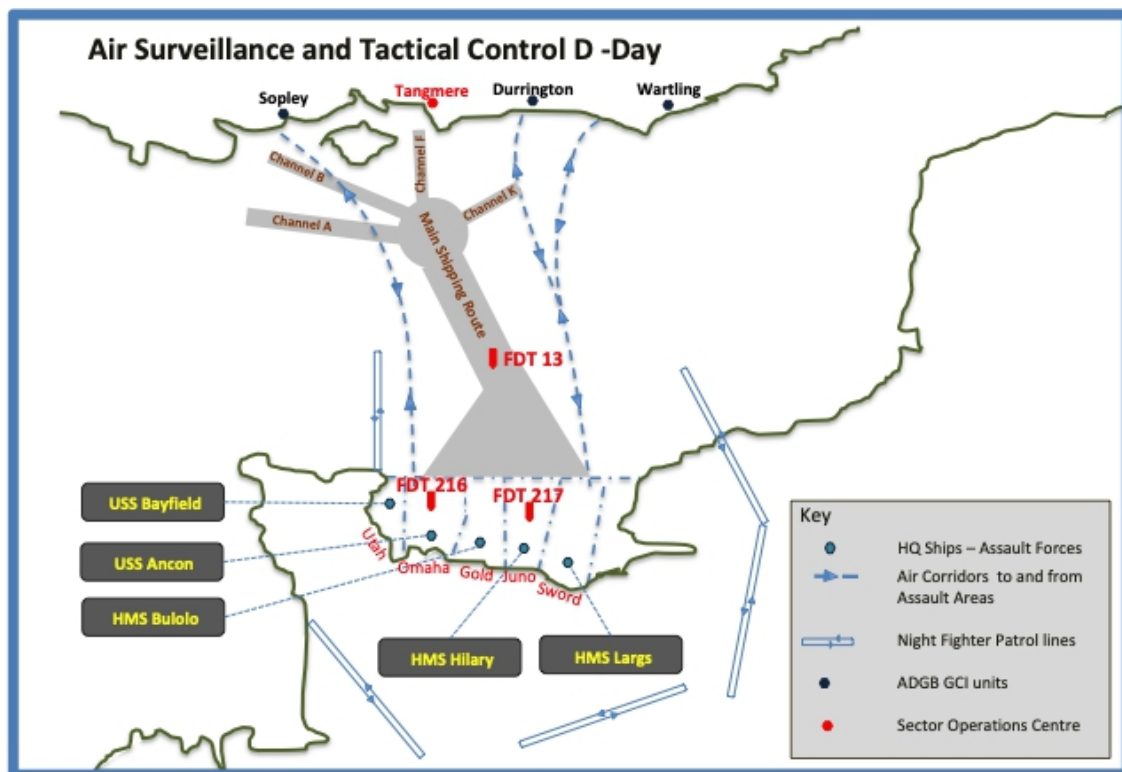 Air Surveillance and Tactical Control D -Day
Sopley
Tangmere
Durrington
Wartling
Channel B
Channel F
Channel K
Channel A
Main Shipping Route
FDT 13
FDT 216
FDT 217
USS Bayfield
USS Ancon
HMS Bulolo
HMS Hilary
HMS Largs
Utah
Omaha
Gold
Juno
Sword
Key
HQ Ships – Assault Forces
Air Corridors to and from
Assault Areas
Night Fighter Patrol lines
ADGB GCI units
Sector Operations Centre